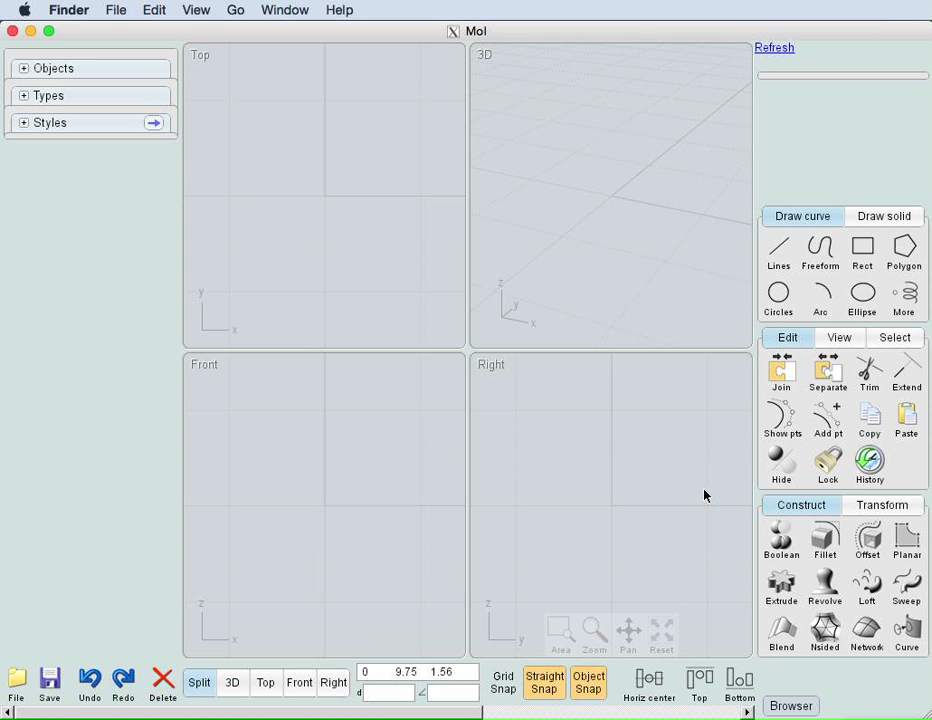 Finder File Edit View Go Window Help
MoI
Objects
Types
Styles
Top
3D
y
x
z
y
x
Front
Right
z
x
z
y
Area Zoom Pan Reset
Refresh
Draw curve Draw solid
Lines Freeform Rect Polygon
Circles Arc Ellipse More
Edit View Select
Join Separate Trim Extend
Show pts Add pt Copy Paste
Hide Lock History
Construct Transform
Boolean Fillet Offset Planar
Extrude Revolve Loft Sweep
Blend Nsided Network Curve
File Save Undo Redo Delete
Split 3D Top Front Right
0 9.75 1.56
d
Grid Snap
Straight Snap
Object Snap
Horiz center Top Bottom
Browser